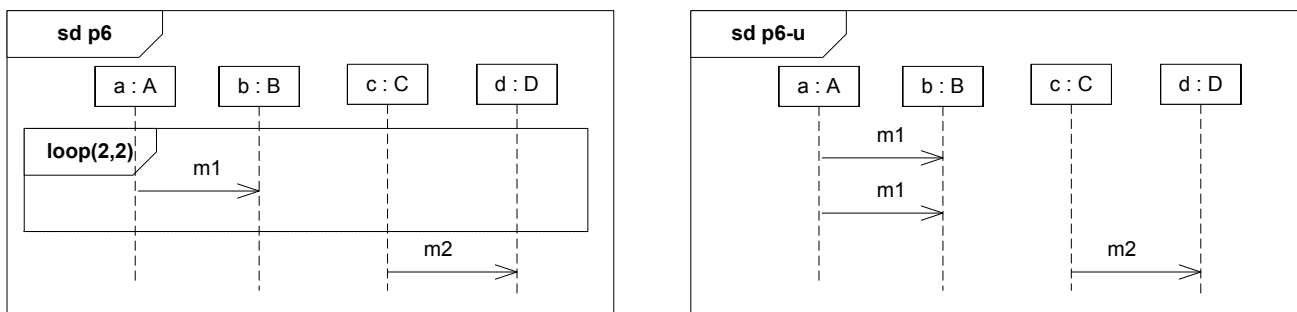 sd p6
a : A
b : B
c : C
d : D
loop(2,2)
m1
m2
sd p6-u
a : A
b : B
c : C
d : D
m1
m1
m2